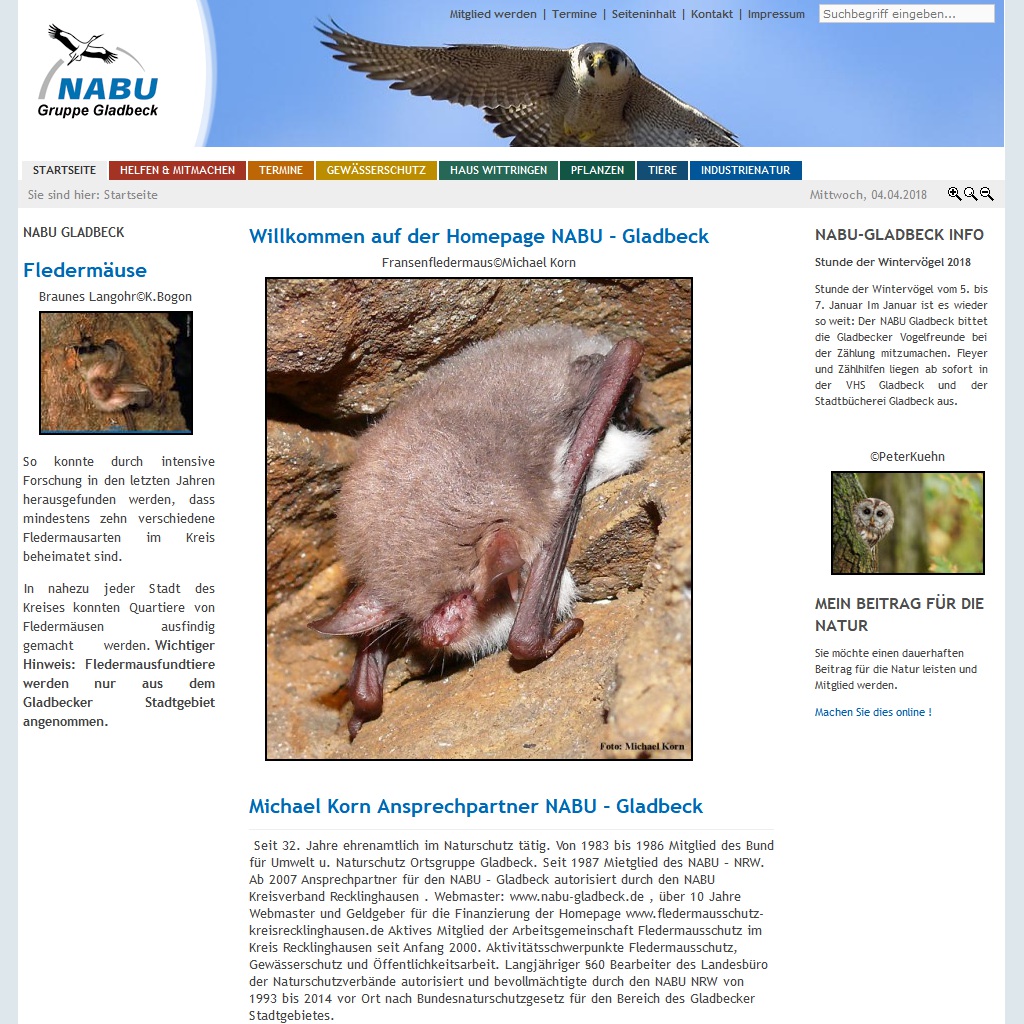 Mitglied werden | Termine | Seiteninhalt | Kontakt | Impressum
Suchbegriff eingeben...
NABU
Gruppe Gladbeck
STARTSEITE
HELFEN & MITMACHEN
TERMINE
GEWÄSSERSCHUTZ
HAUS WITTRINGEN
PFLANZEN
TIERE
INDUSTRIENATUR
Sie sind hier: Startseite
Mittwoch, 04.04.2018
NABU GLADBECK
Fledermäuse
Braunes Langohr©K.Bogon
So konnte durch intensive
Forschung in den letzten Jahren
herausgefunden werden, dass
mindestens zehn verschiedene
Fledermausarten im Kreis
beheimatet sind.
In nahezu jeder Stadt des
Kreises konnten Quartiere von
Fledermäusen ausfindig
gemacht werden. Wichtiger
Hinweis: Fledermausfundtiere
werden nur aus dem
Gladbecker Stadtgebiet
angenommen.
Willkommen auf der Homepage NABU - Gladbeck
Fransenfledermaus©Michael Korn
Foto: Michael Korn
Michael Korn Ansprechpartner NABU - Gladbeck
Seit 32. Jahre ehrenamtlich im Naturschutz tätig. Von 1983 bis 1986 Mitglied des Bund
für Umwelt u. Naturschutz Ortsgruppe Gladbeck. Seit 1987 Mietglied des NABU - NRW.
Ab 2007 Ansprechpartner für den NABU - Gladbeck autorisiert durch den NABU
Kreisverband Recklinghausen . Webmaster: www.nabu-gladbeck.de , über 10 Jahre
Webmaster und Geldgeber für die Finanzierung der Homepage www.fledermausschutz-
kreisrecklinghausen.de Aktives Mitglied der Arbeitsgemeinschaft Fledermausschutz im
Kreis Recklinghausen seit Anfang 2000. Aktivitätsschwerpunkte Fledermausschutz,
Gewässerschutz und Öffentlichkeitsarbeit. Langjähriger §60 Bearbeiter des Landesbüro
der Naturschutzverbände autorisiert und bevollmächtigte durch den NABU NRW von
1993 bis 2014 vor Ort nach Bundesnaturschutzgesetz für den Bereich des Gladbecker
Stadtgebietes.
NABU-GLADBECK INFO
Stunde der Wintervögel 2018
Stunde der Wintervögel vom 5. bis
7. Januar Im Januar ist es wieder
so weit: Der NABU Gladbeck bittet
die Gladbecker Vogelfreunde bei
der Zählung mitzumachen. Fleyer
und Zählhilfen liegen ab sofort in
der VHS Gladbeck und der
Stadtbücherei Gladbeck aus.
©PeterKuehn
MEIN BEITRAG FÜR DIE
NATUR
Sie möchte einen dauerhaften
Beitrag für die Natur leisten und
Mitglied werden.
Machen Sie dies online !